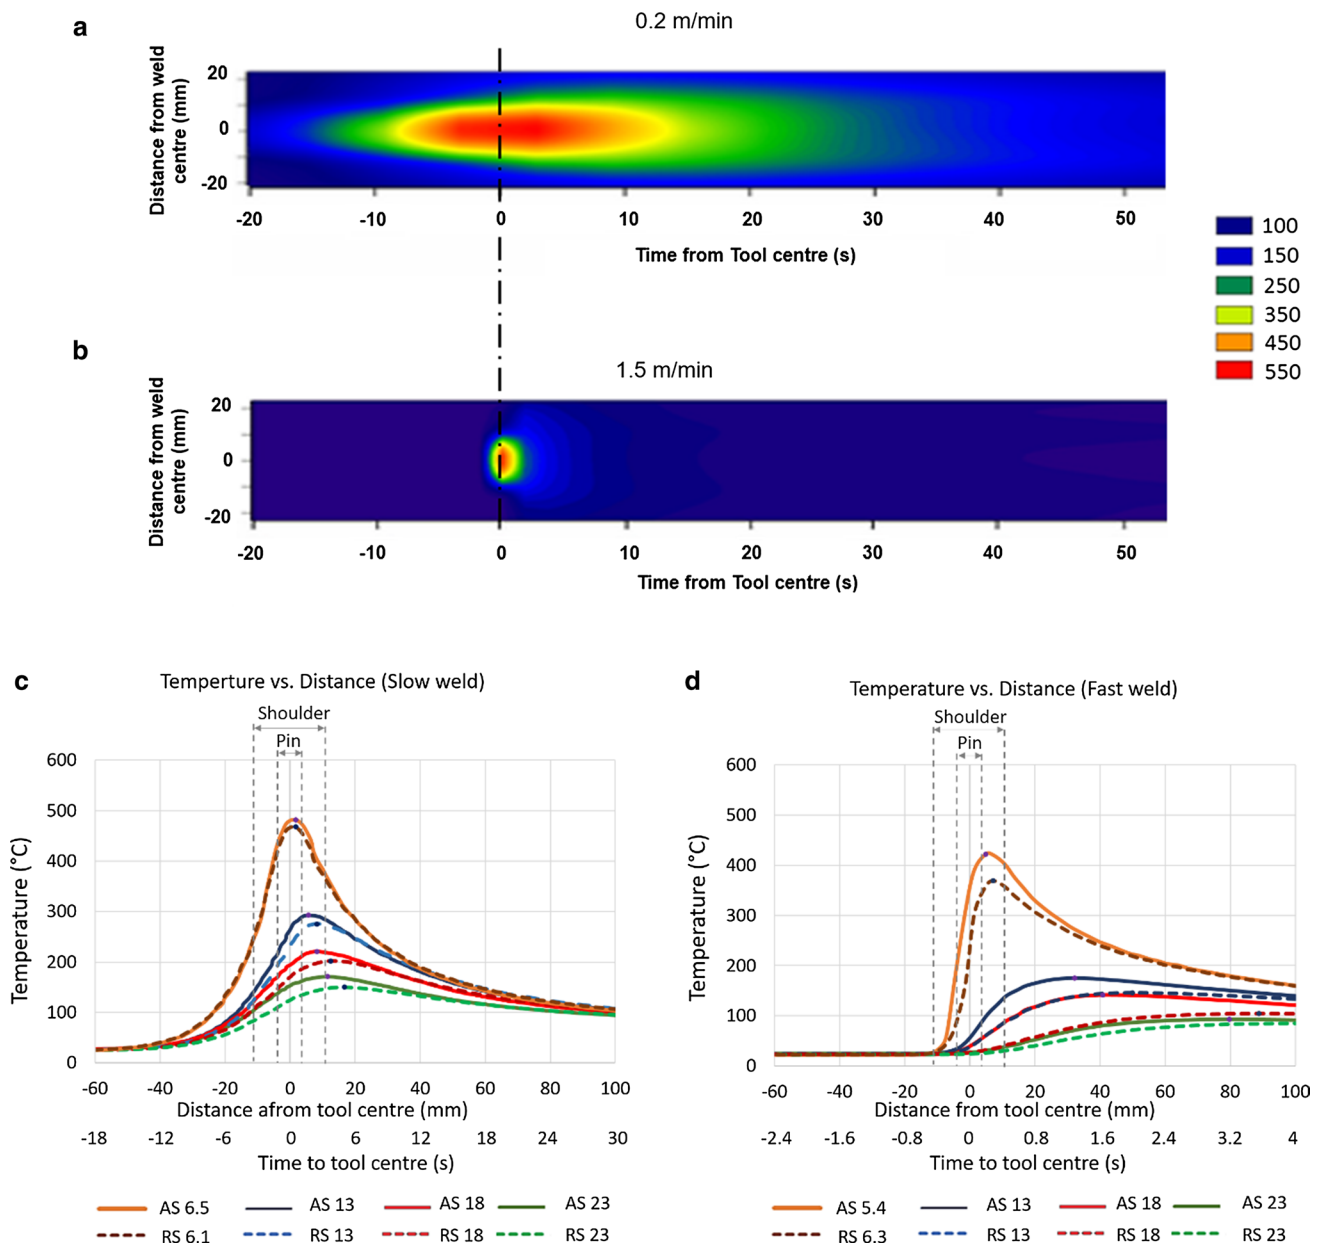 a
0.2 m/min
Distance from weld
centre (mm)
20
0
-20
-20 -10 0 10 20 30 40 50
Time from Tool centre (s)
100
150
250
350
450
550
b
1.5 m/min
Distance from weld
centre (mm)
20
0
-20
-20 -10 0 10 20 30 40 50
Time from Tool centre (s)
c
Temperture vs. Distance (Slow weld)
Shoulder
Pin
Temperature (°C)
600
500
400
300
200
100
0
-60 -40 -20 0 20 40 60 80 100
Distance afrom tool centre (mm)
-18 -12 -6 0 6 12 18 24 30
Time to tool centre (s)
AS 6.5 AS 13 AS 18 AS 23
RS 6.1 RS 13 RS 18 RS 23
d
Temperature vs. Distance (Fast weld)
Shoulder
Pin
Temperature (°C)
600
500
400
300
200
100
0
-60 -40 -20 0 20 40 60 80 100
Distance from tool centre (mm)
-2.4 -1.6 -0.8 0 0.8 1.6 2.4 3.2 4
Time to tool centre (s)
AS 5.4 AS 13 AS 18 AS 23
RS 6.3 RS 13 RS 18 RS 23